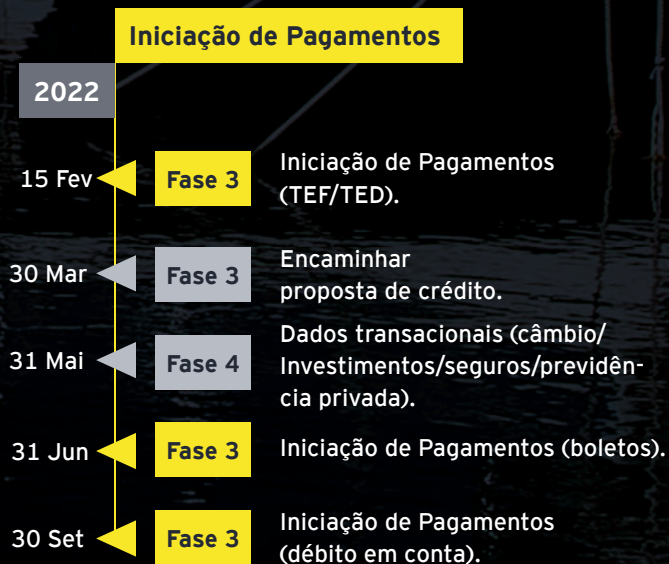 Iniciação de Pagamentos
2022
15 Fev
Fase 3
Iniciação de Pagamentos
(TEF/TED).
30 Mar
Fase 3
Encaminhar
proposta de crédito.
31 Mai
Fase 4
Dados transacionais (câmbio/
Investimentos/seguros/previdên-
cia privada).
31 Jun
Fase 3
Iniciação de Pagamentos (boletos).
30 Set
Fase 3
Iniciação de Pagamentos
(débito em conta).